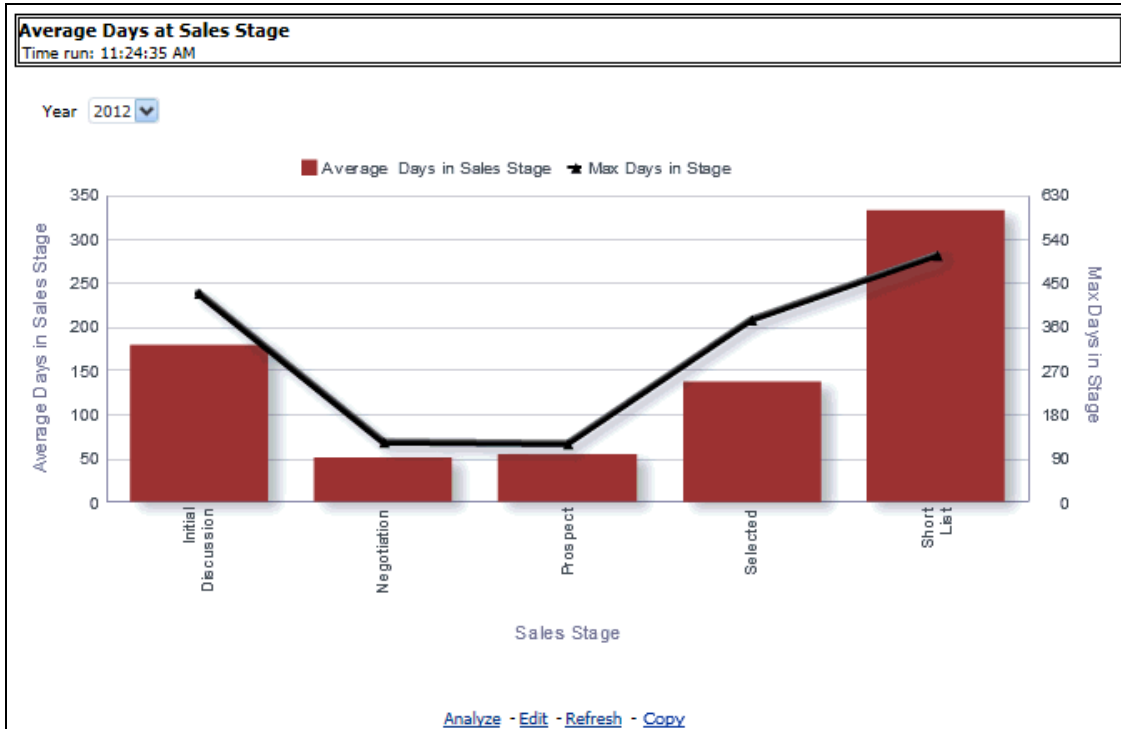 Average Days at Sales Stage
Time run: 11:24:35 AM
Year 2012
Average Days in Sales Stage Max Days in Stage
Average Days in Sales Stage
350
300
250
200
150
100
50
0
630
540
450
360
270
180
90
0
Max Days in Stage
Initial
Discussion
Negotiation
Prospect
Selected
Short
List
Sales Stage
Analyze - Edit - Refresh - Copy